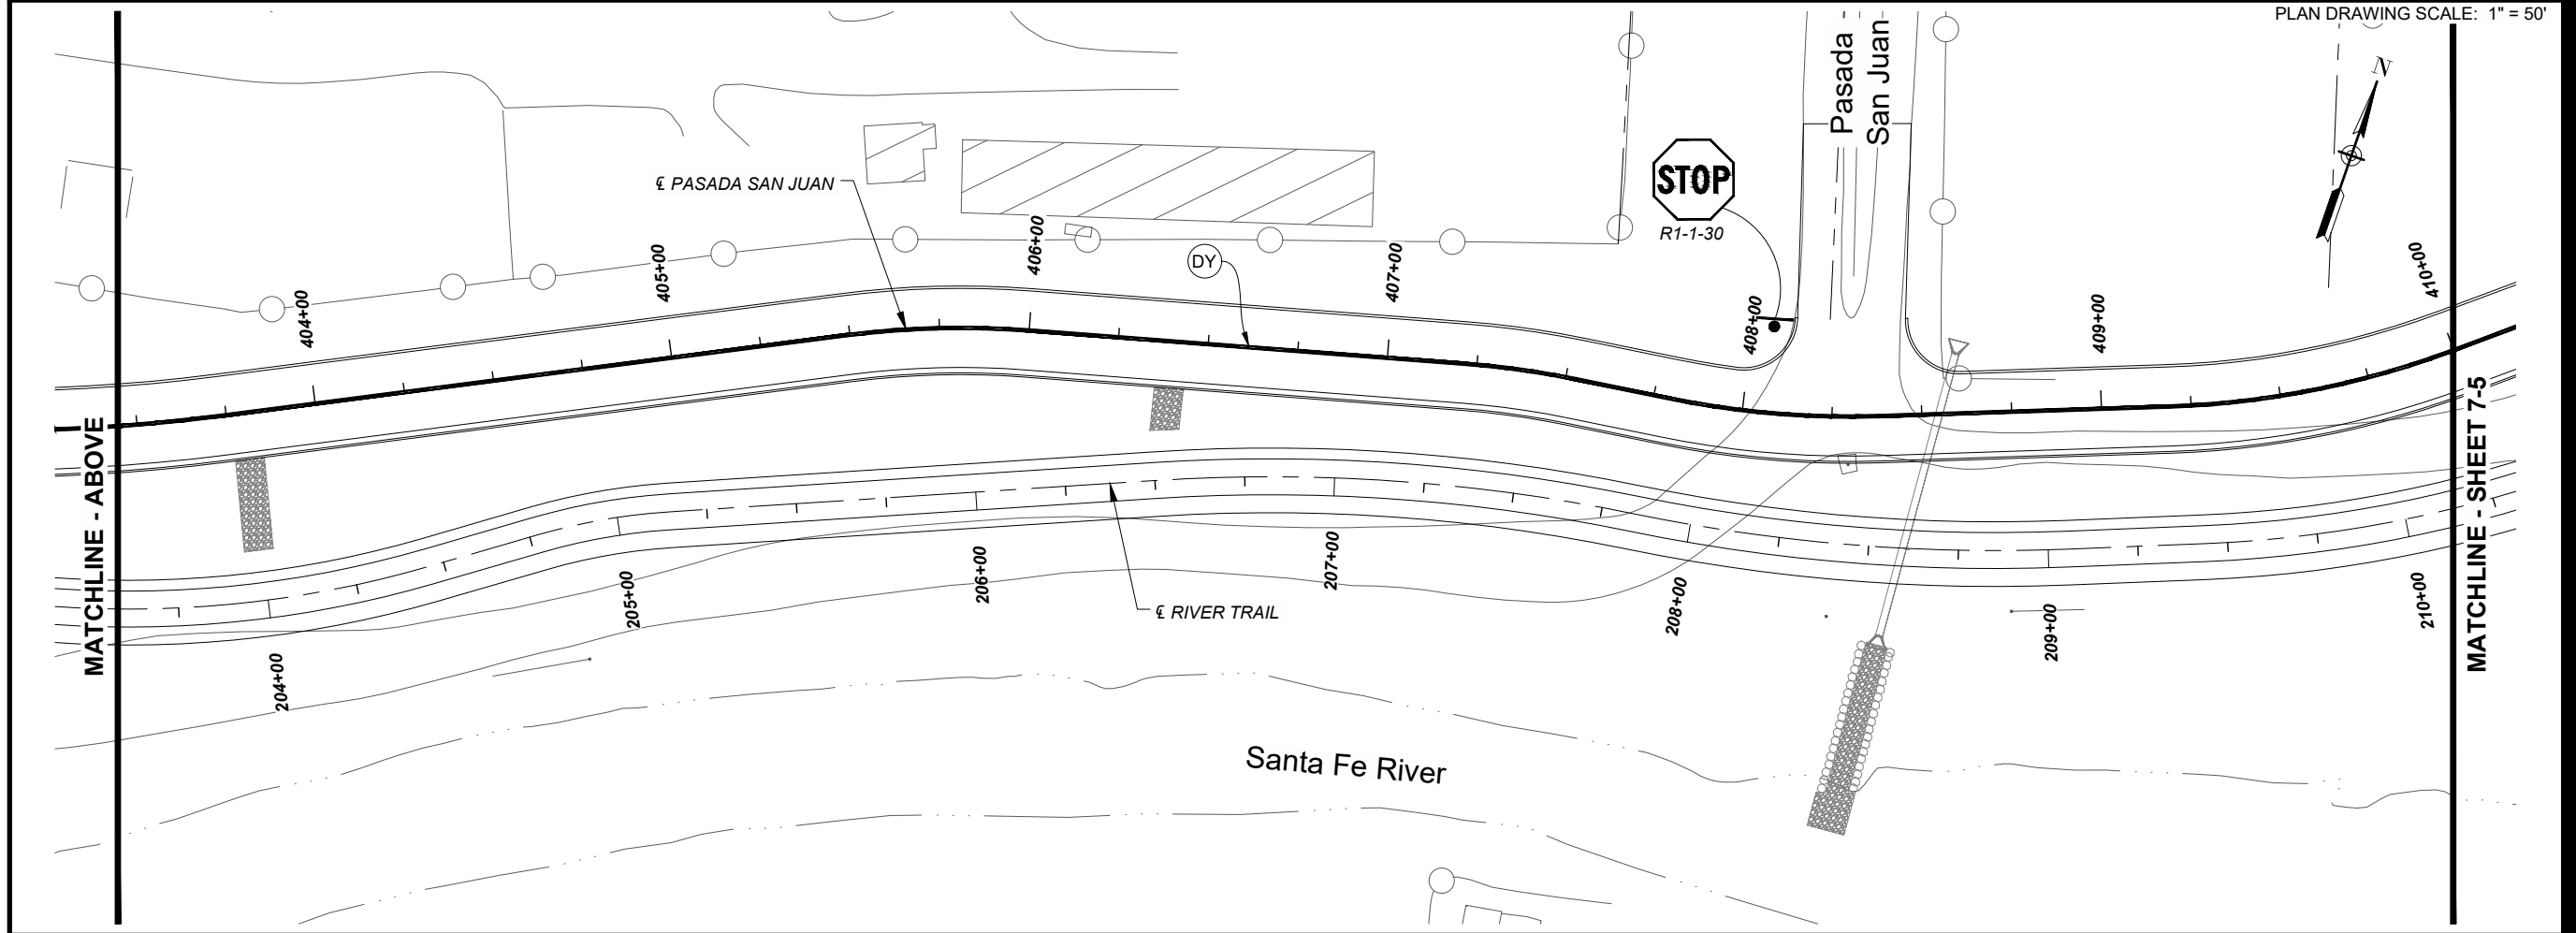 PLAN DRAWING SCALE: 1" = 50'
Pasada
San Juan
N
STOP
R1-1-30
℄ PASADA SAN JUAN
DY
404+00
405+00
406+00
407+00
408+00
409+00
410+00
MATCHLINE - ABOVE
MATCHLINE - SHEET 7-5
℄ RIVER TRAIL
204+00
205+00
206+00
207+00
208+00
209+00
210+00
Santa Fe River